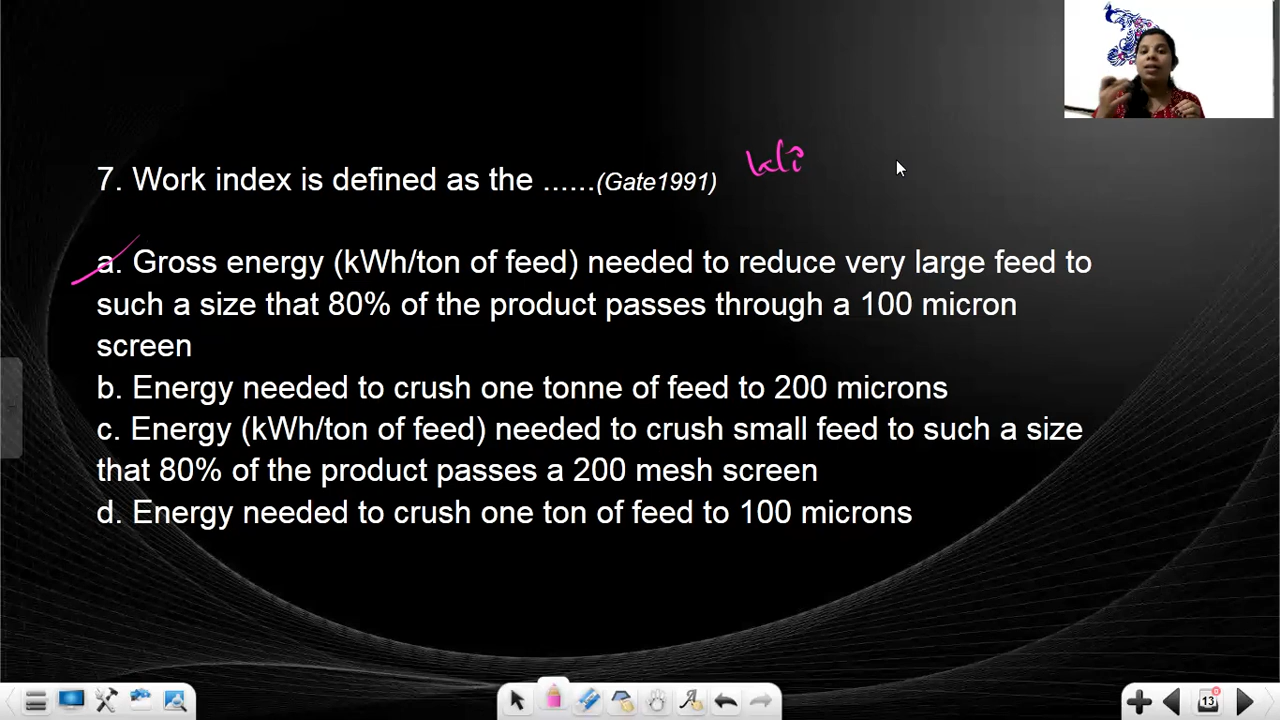 7. Work index is defined as the ......(Gate1991)
a. Gross energy (kWh/ton of feed) needed to reduce very large feed to
such a size that 80% of the product passes through a 100 micron
screen
b. Energy needed to crush one tonne of feed to 200 microns
c. Energy (kWh/ton of feed) needed to crush small feed to such a size
that 80% of the product passes a 200 mesh screen
d. Energy needed to crush one ton of feed to 100 microns
13